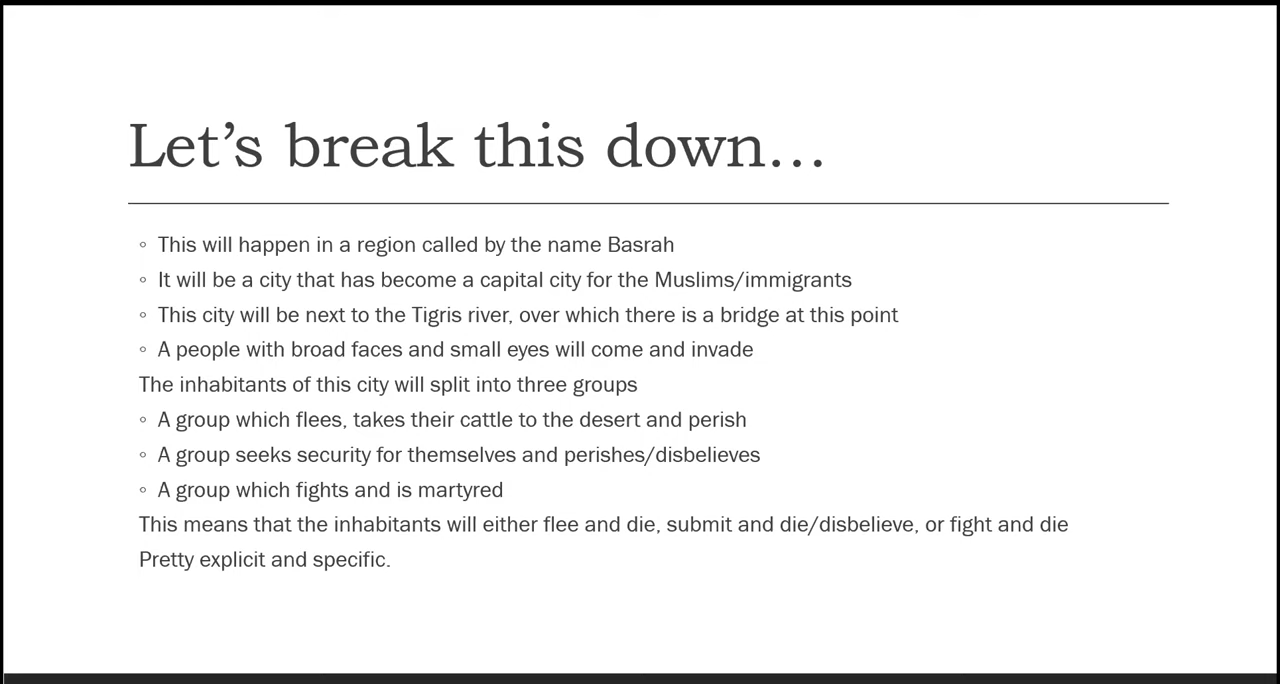 Let’s break this down…
◦ This will happen in a region called by the name Basrah
◦ It will be a city that has become a capital city for the Muslims/immigrants
◦ This city will be next to the Tigris river, over which there is a bridge at this point
◦ A people with broad faces and small eyes will come and invade
The inhabitants of this city will split into three groups
◦ A group which flees, takes their cattle to the desert and perish
◦ A group seeks security for themselves and perishes/disbelieves
◦ A group which fights and is martyred
This means that the inhabitants will either flee and die, submit and die/disbelieve, or fight and die
Pretty explicit and specific.